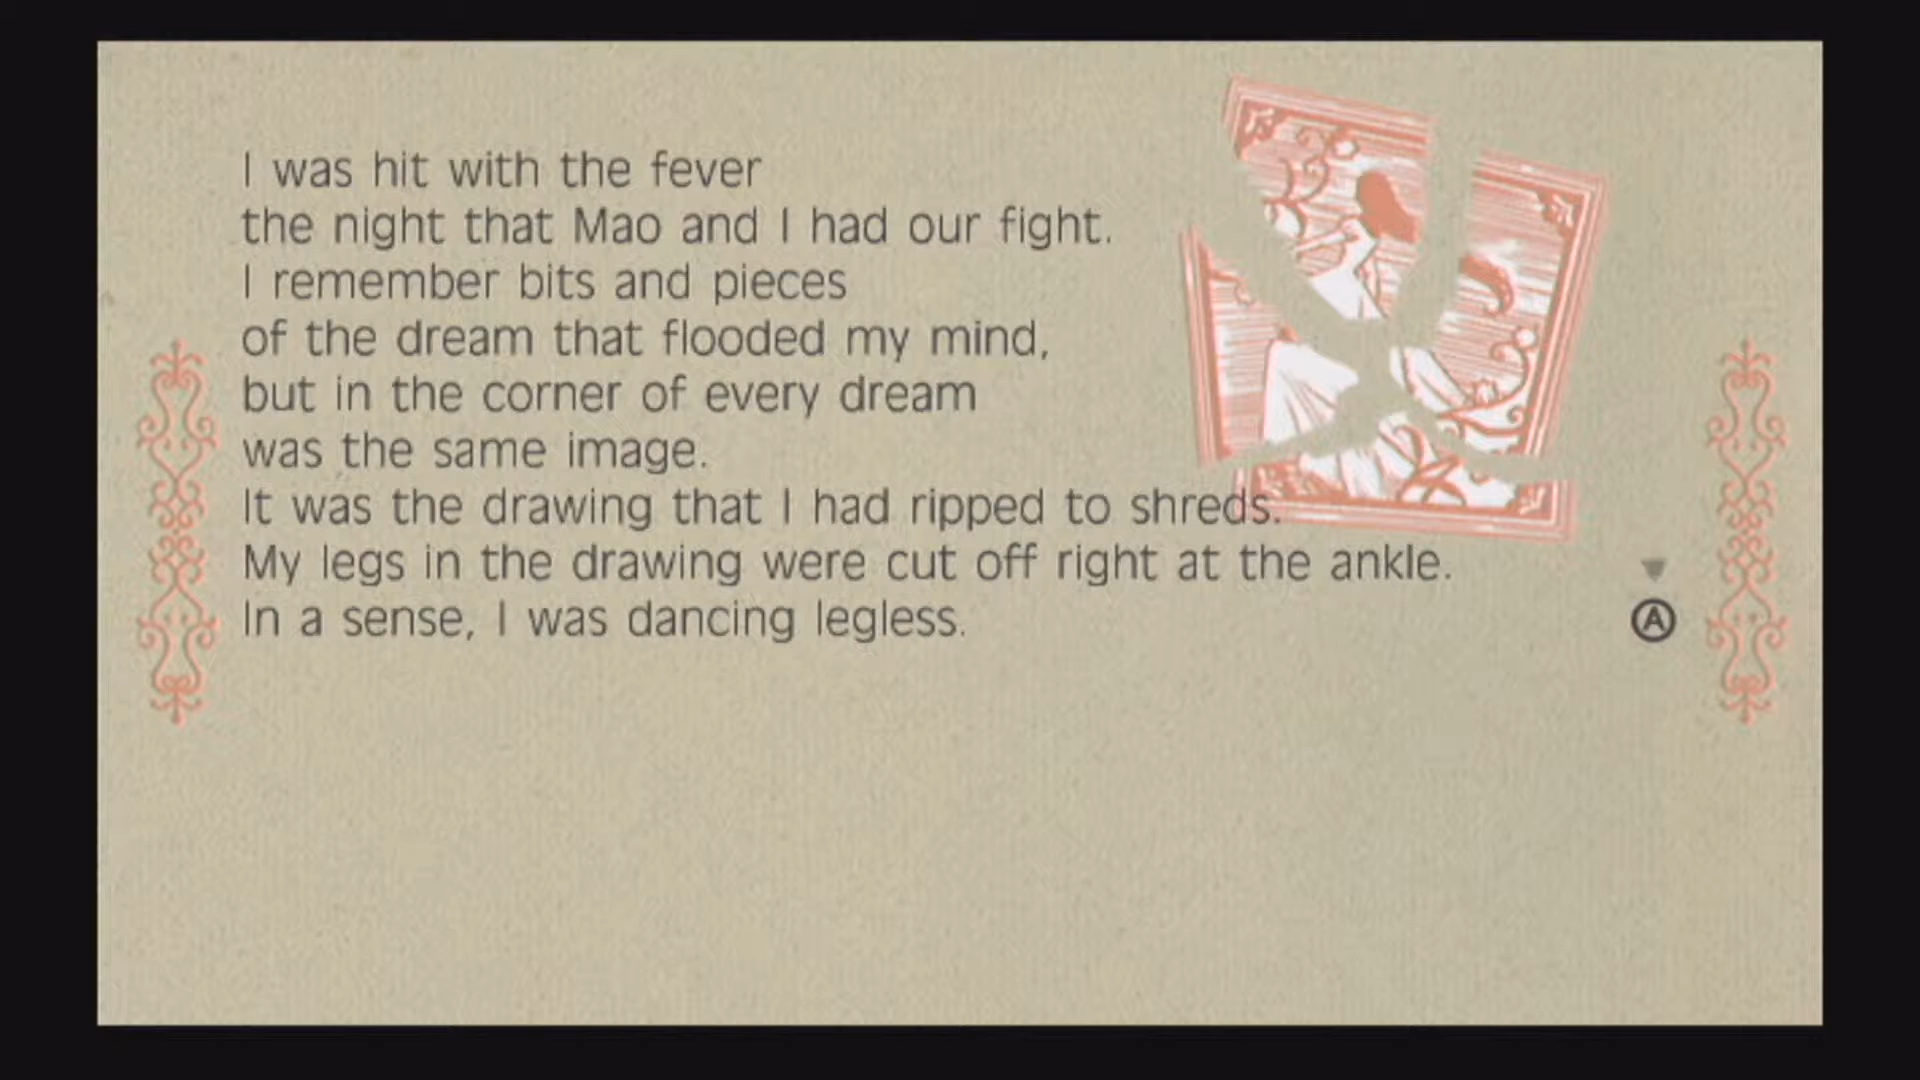 I was hit with the fever
the night that Mao and I had our fight.
I remember bits and pieces
of the dream that flooded my mind,
but in the corner of every dream
was the same image.
It was the drawing that I had ripped to shreds.
My legs in the drawing were cut off right at the ankle.
In a sense, I was dancing legless.
A